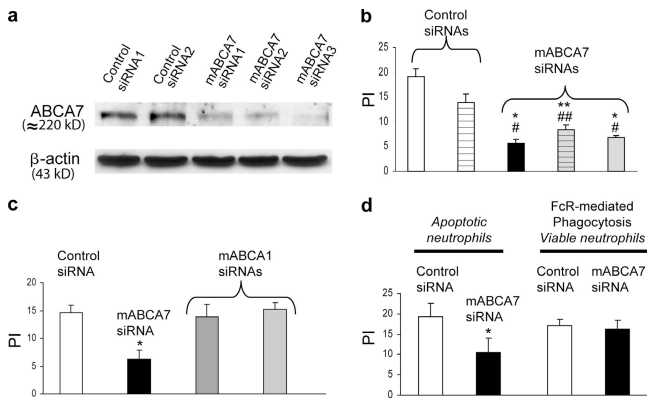 a
Control
siRNA1
Control
siRNA2
mABCA7
siRNA1
mABCA7
siRNA2
mABCA7
siRNA3
ABCA7
(≈220 kD)
β-actin
(43 kD)
b
Control
siRNAs
mABCA7
siRNAs
PI
25
20
15
10
5
0
*
#
**
##
*
#
c
Control
siRNA
mABCA7
siRNA
*
mABCA1
siRNAs
PI
20
15
10
5
0
d
Apoptotic
neutrophils
FcR-mediated
Phagocytosis
Viable neutrophils
Control
siRNA
mABCA7
siRNA
*
Control
siRNA
mABCA7
siRNA
PI
25
20
15
10
5
0